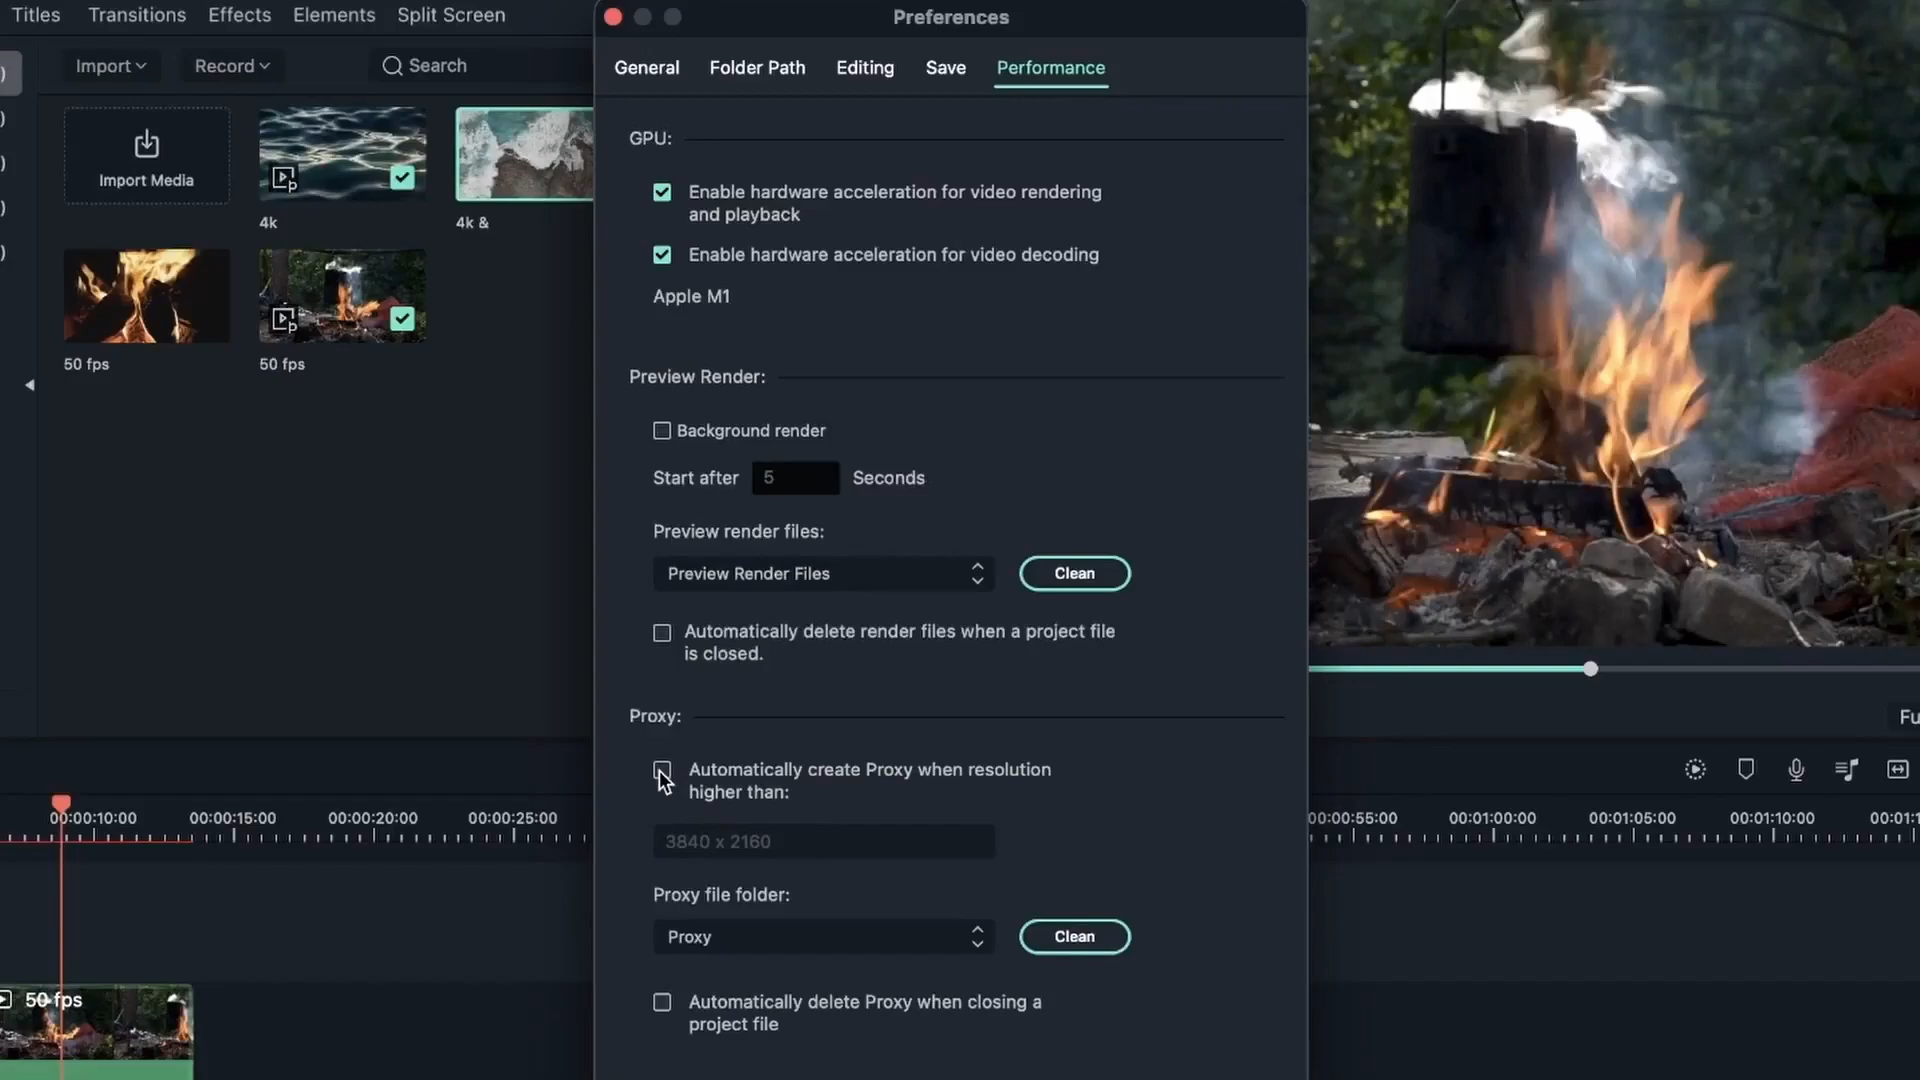 Titles Transitions Effects Elements Split Screen
Import Record Search
Import Media
4k
4k &
50 fps
50 fps
Preferences
General Folder Path Editing Save Performance
GPU:
Enable hardware acceleration for video rendering
and playback
Enable hardware acceleration for video decoding
Apple M1
Preview Render:
Background render
Start after 5 Seconds
Preview render files:
Preview Render Files Clean
Automatically delete render files when a project file
is closed.
Proxy:
Automatically create Proxy when resolution
higher than:
3840 x 2160
Proxy file folder:
Proxy Clean
Automatically delete Proxy when closing a
project file
00:00:10:00 00:00:15:00 00:00:20:00 00:00:25:00 00:00:55:00 00:01:00:00 00:01:05:00 00:01:10:00
50 fps